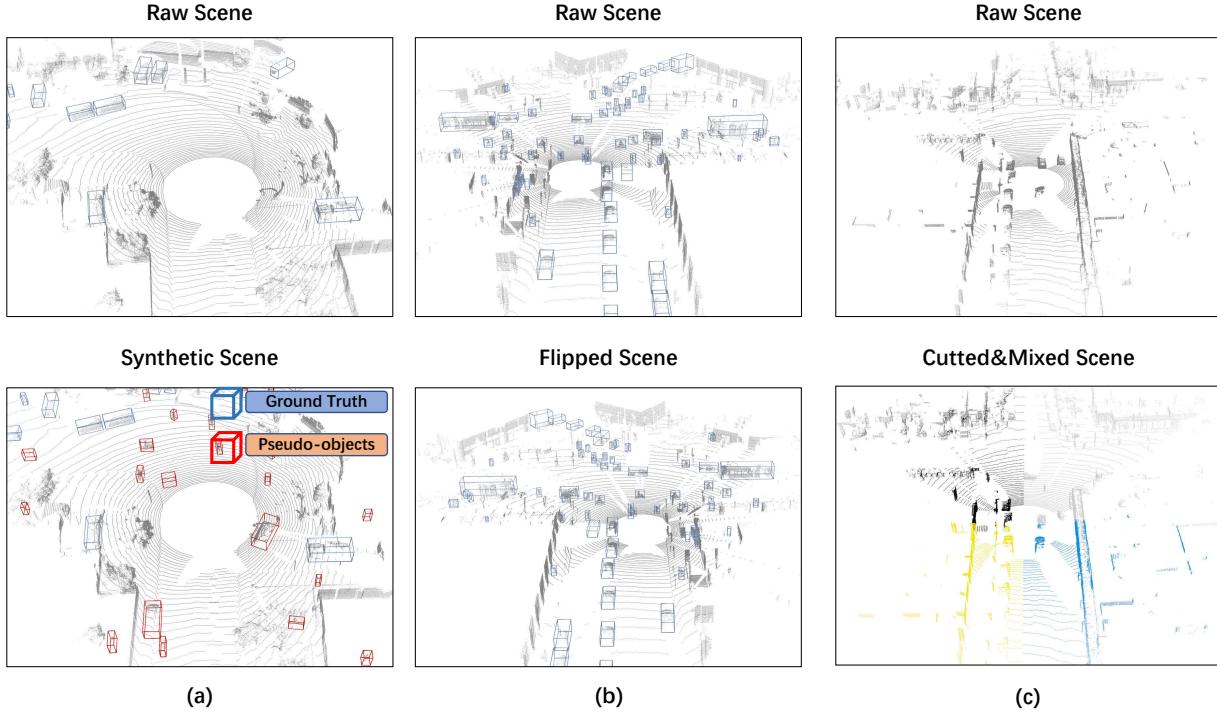 Raw Scene
Raw Scene
Raw Scene
Synthetic Scene
Flipped Scene
Cutted&Mixed Scene
Ground Truth
Pseudo-objects
(a)
(b)
(c)